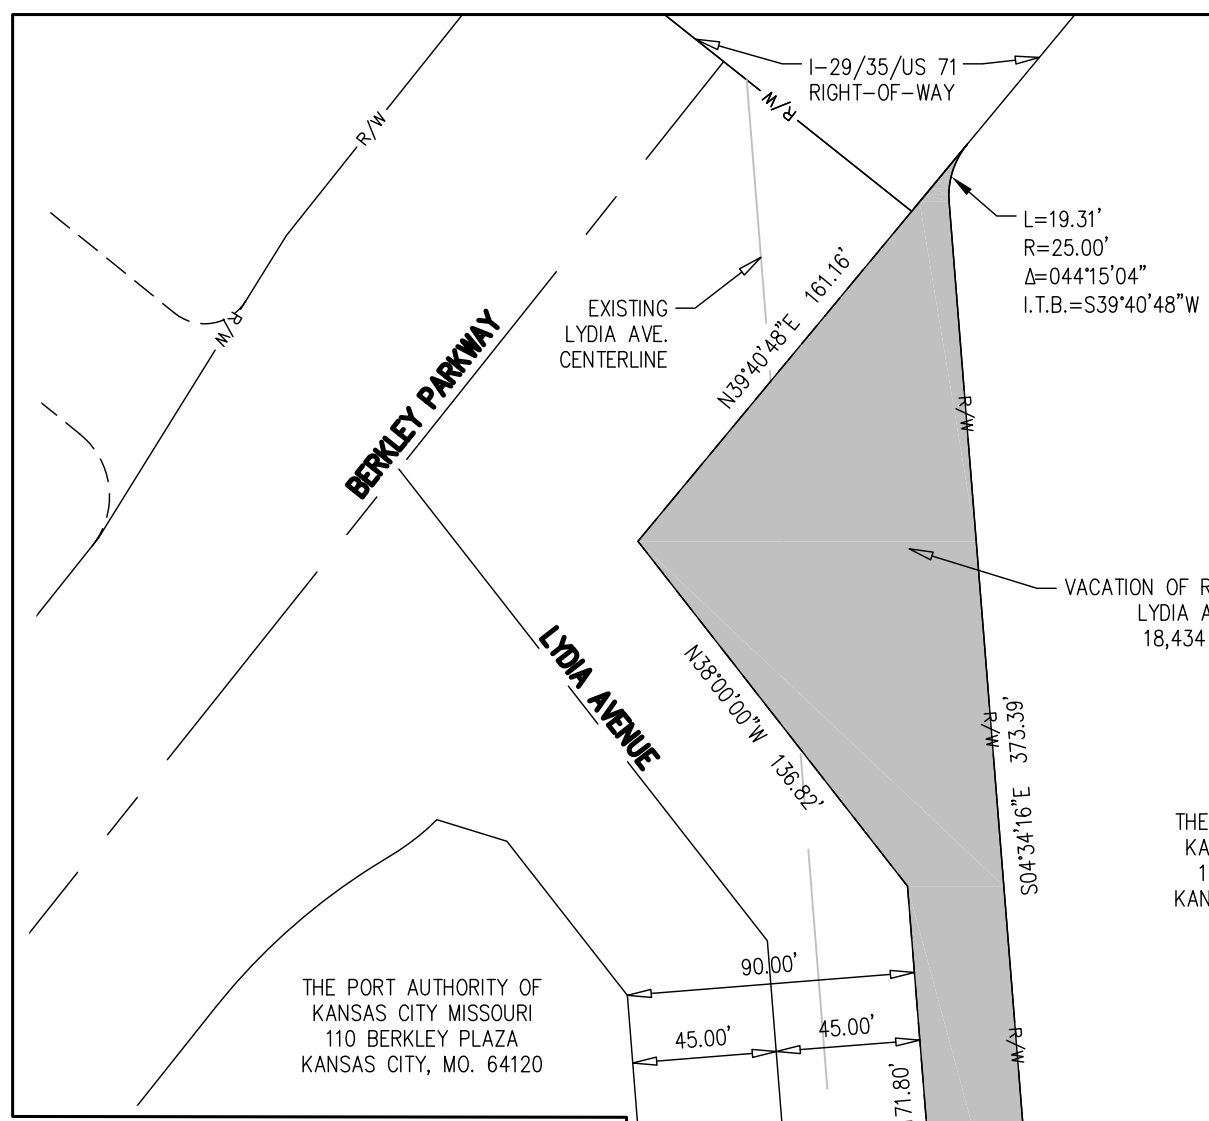 I-29/35/US 71
RIGHT-OF-WAY
R/W
R/W
L=19.31'
R=25.00'
Δ=044°15'04"
I.T.B.=S39°40'48"W
N39°40'48"E 161.16'
EXISTING
LYDIA AVE.
CENTERLINE
R/W
BERKLEY PARKWAY
R/W
VACATION OF R
LYDIA A
18,434
LYDIA AVENUE
N38°00'00"W 136.82'
R/W
S04°34'16"E 373.39'
THE
KA
1
KAN
90.00'
THE PORT AUTHORITY OF
KANSAS CITY MISSOURI
110 BERKLEY PLAZA
KANSAS CITY, MO. 64120
45.00'
45.00'
R/W
71.80'